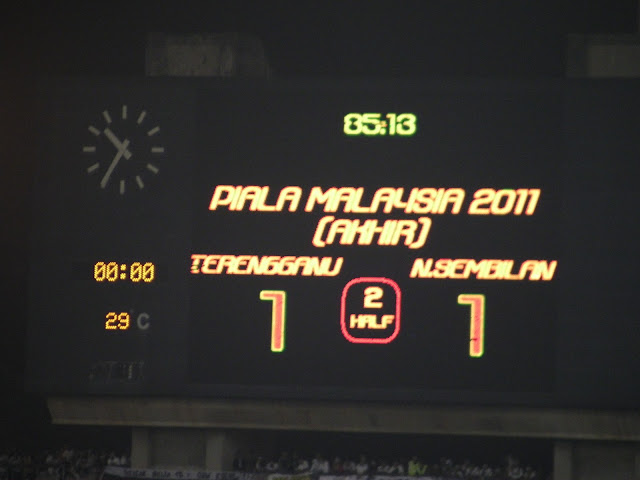 85:13
PIALA MALAYSIA 2011
(AKHIR)
TERENGGANU N.SEMBILAN
00:00
1 2 1
HALF
29°C